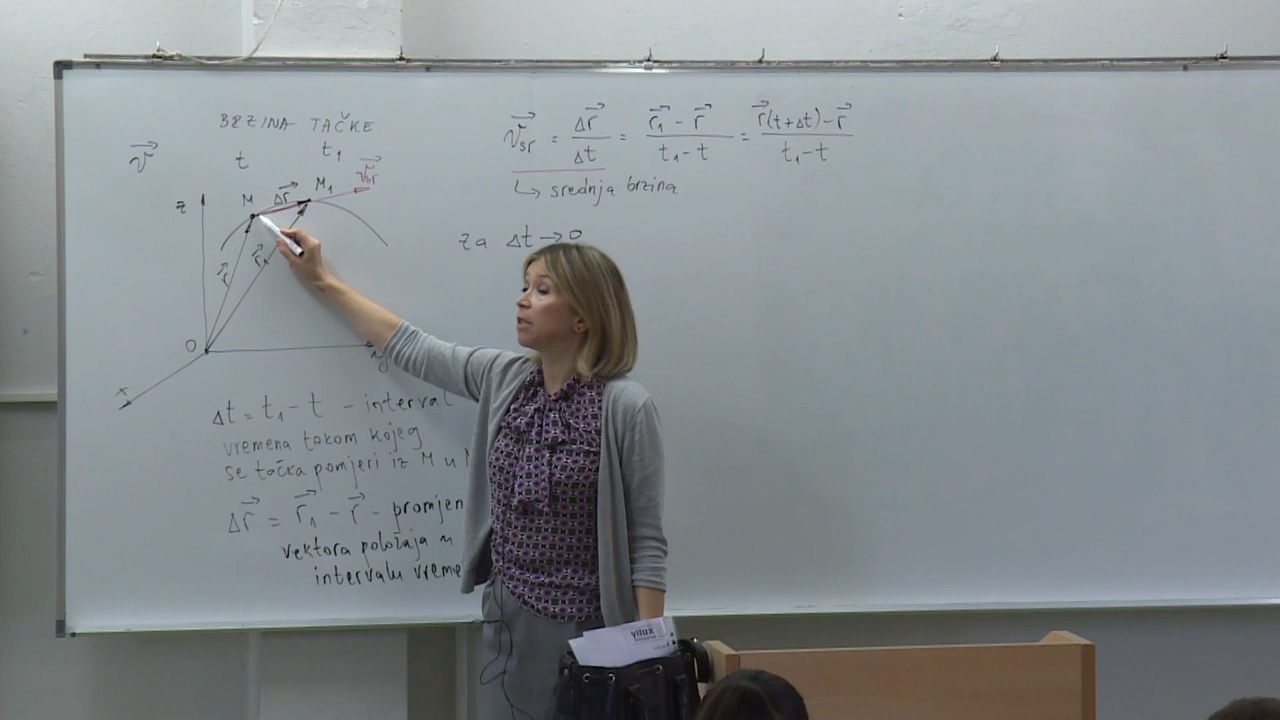 BRZINA TAČKE
v⃗ t t₁
z M Δr⃗ M₁ v⃗sr
r⃗ r⃗₁
O y
x
Δt = t₁ - t - interval
vremena tokom kojeg
se tačka pomjeri iz M u
Δr⃗ = r⃗₁ - r⃗ - promjen
vektora položaja u
intervalu vreme
v⃗sr = Δr⃗/Δt = (r⃗₁ - r⃗)/(t₁ - t) = (r⃗(t+Δt) - r⃗)/(t₁ - t)
↳ srednja brzina
za Δt → 0
vilux